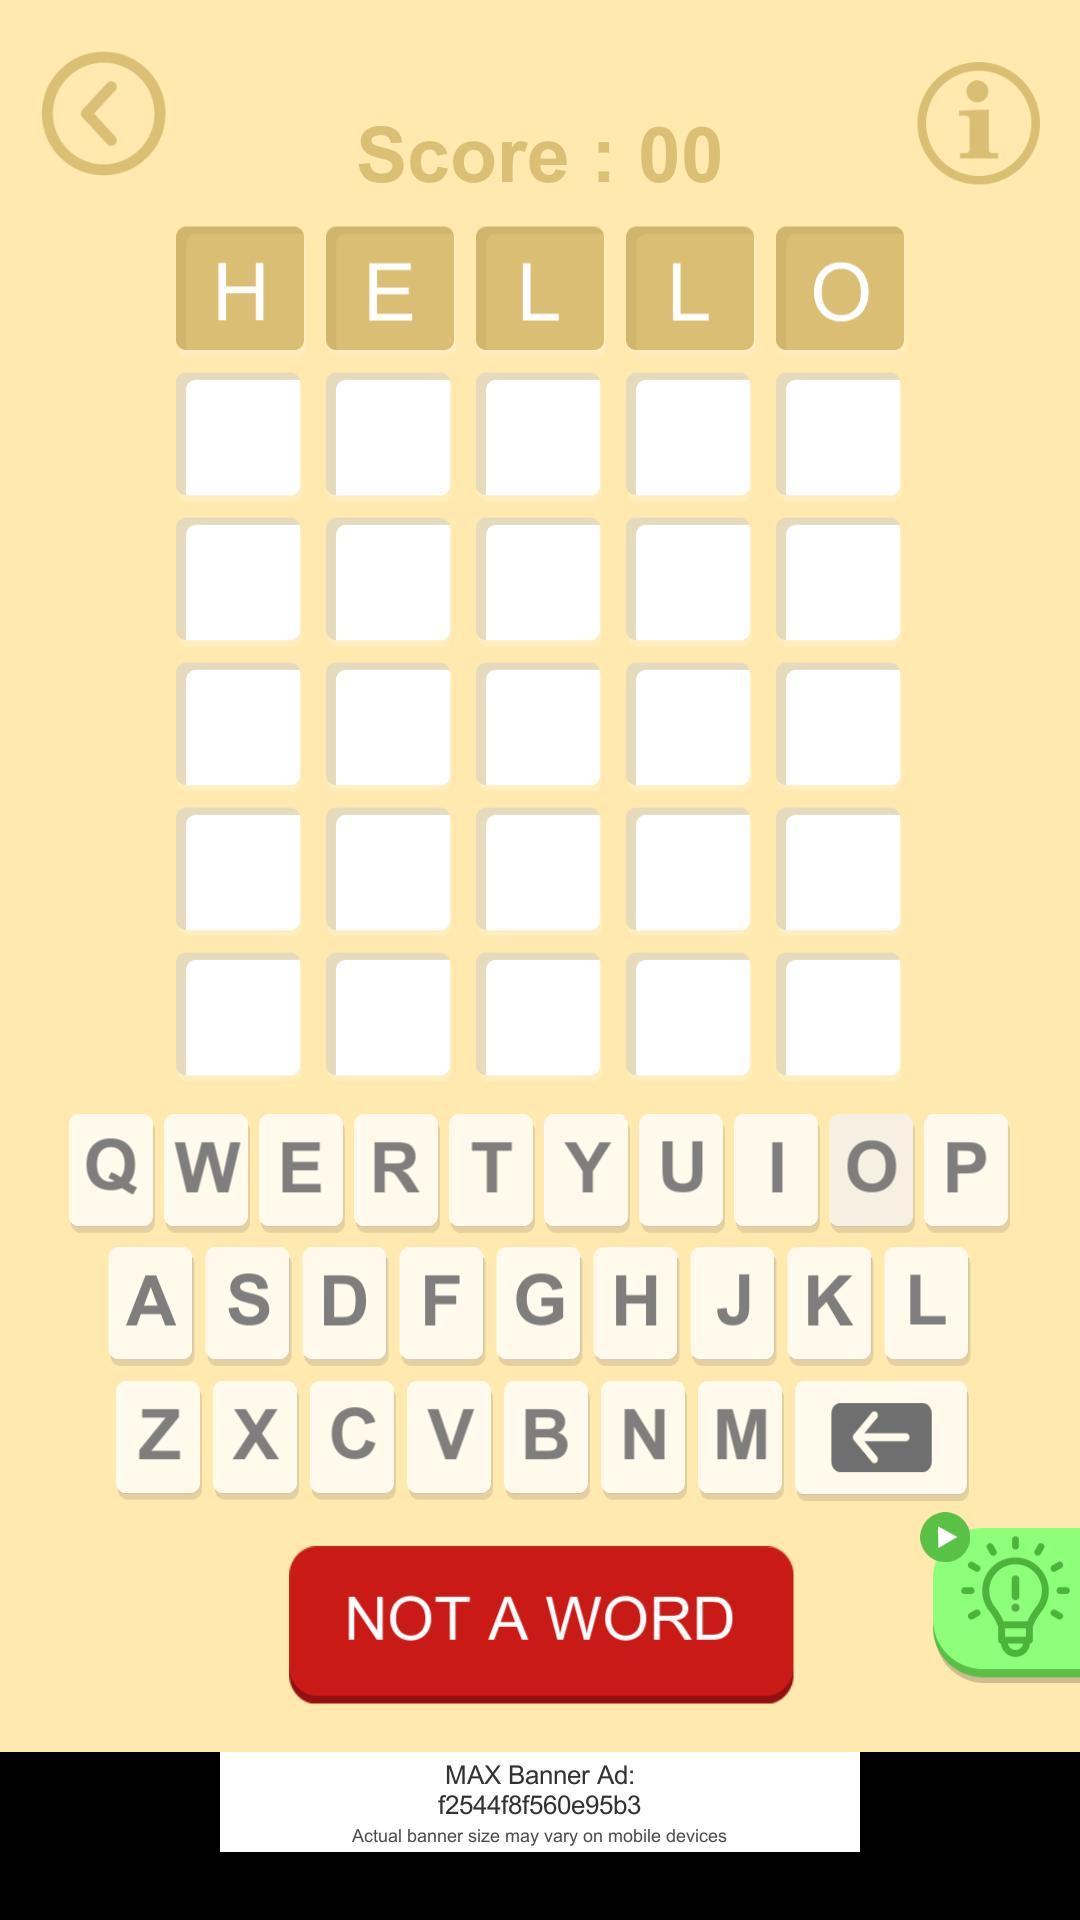 Score : 00
H E L L O
Q W E R T Y U I O P
A S D F G H J K L
Z X C V B N M
NOT A WORD
MAX Banner Ad:
f2544f8f560e95b3
Actual banner size may vary on mobile devices